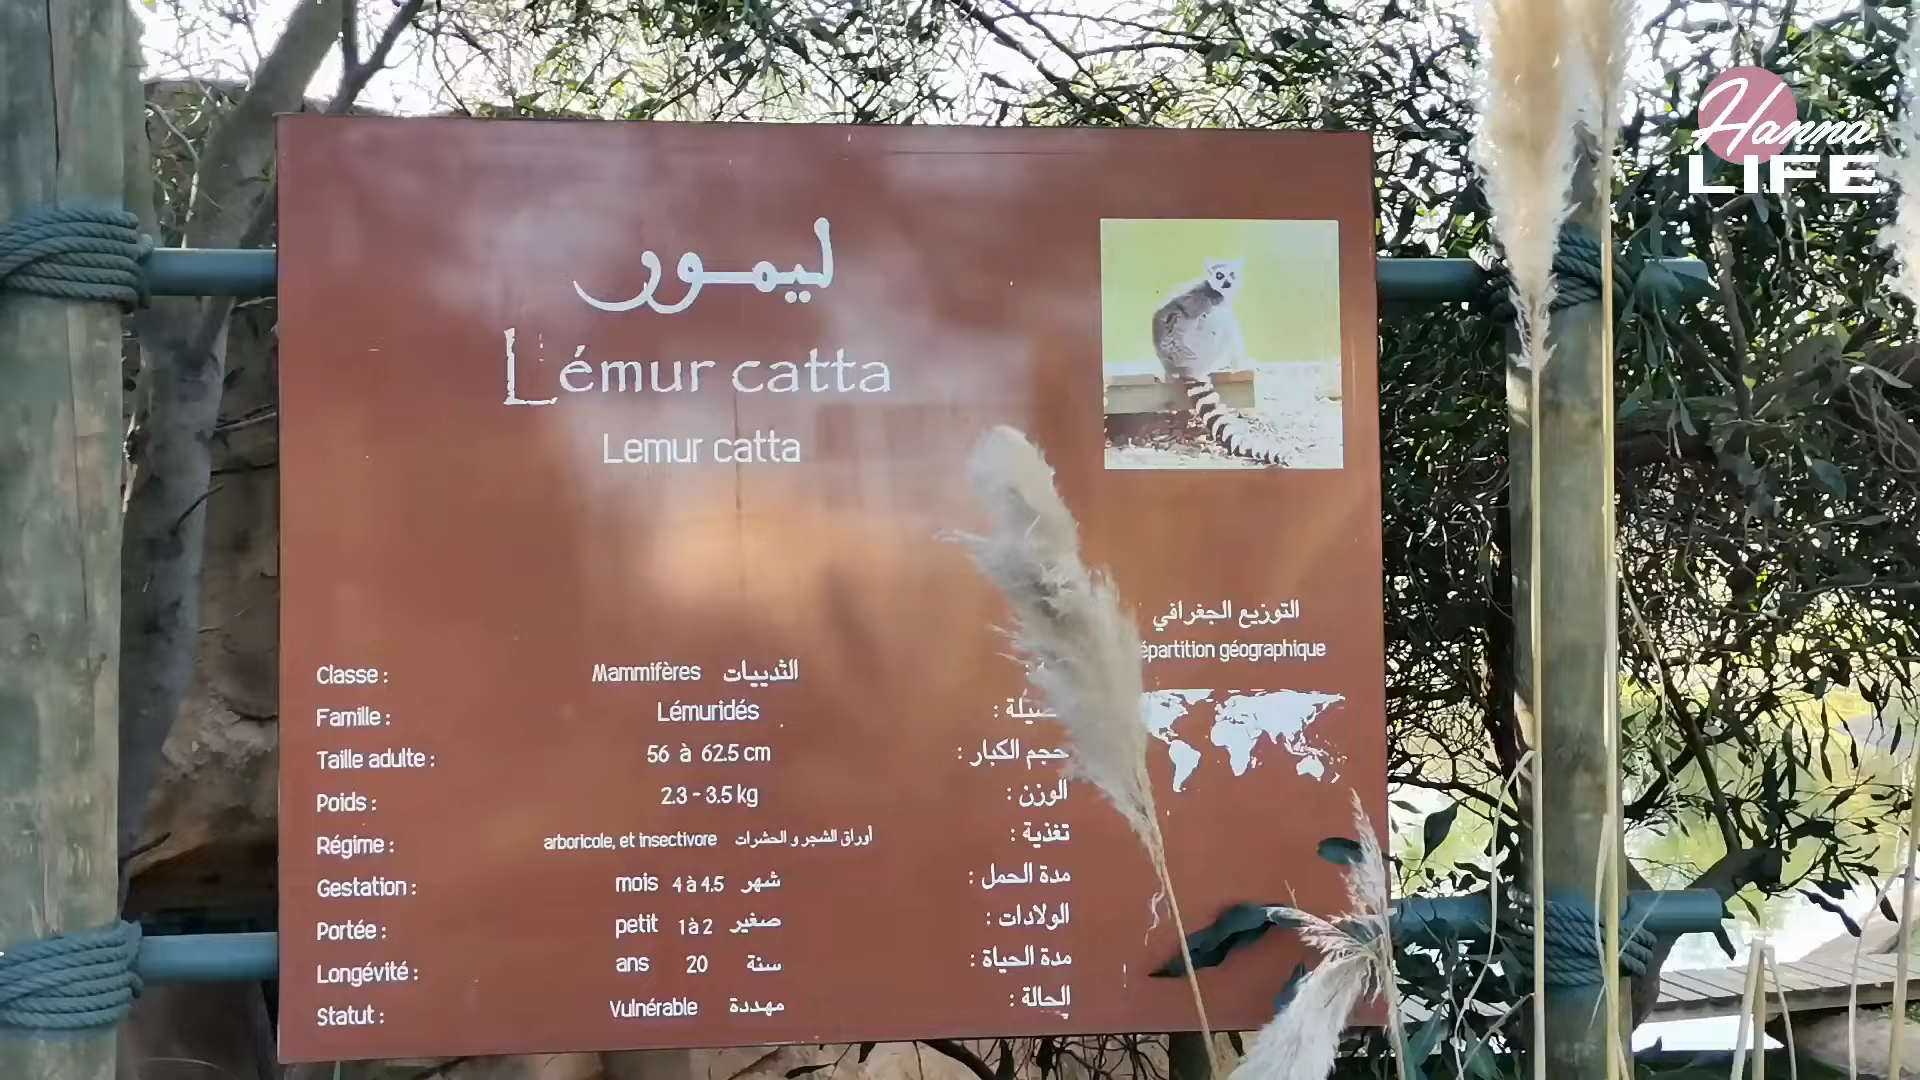 Hanna
LIFE
ليمور
Lémur catta
Lemur catta
التوزيع الجغرافي
épartition géographique
Classe : Mammifères الثدييات
Famille : Lémuridés
Taille adulte : 56 à 62.5 cm حجم الكبار :
Poids : 2.3 - 3.5 kg الوزن :
Régime : arboricole, et insectivore أوراق الشجر و الحشرات تغذية :
Gestation : mois 4 à 4.5 شهر مدة الحمل :
Portée : petit 1 à 2 صغير الولادات :
Longévité : ans 20 سنة مدة الحياة :
Statut : Vulnérable مهددة الحالة :